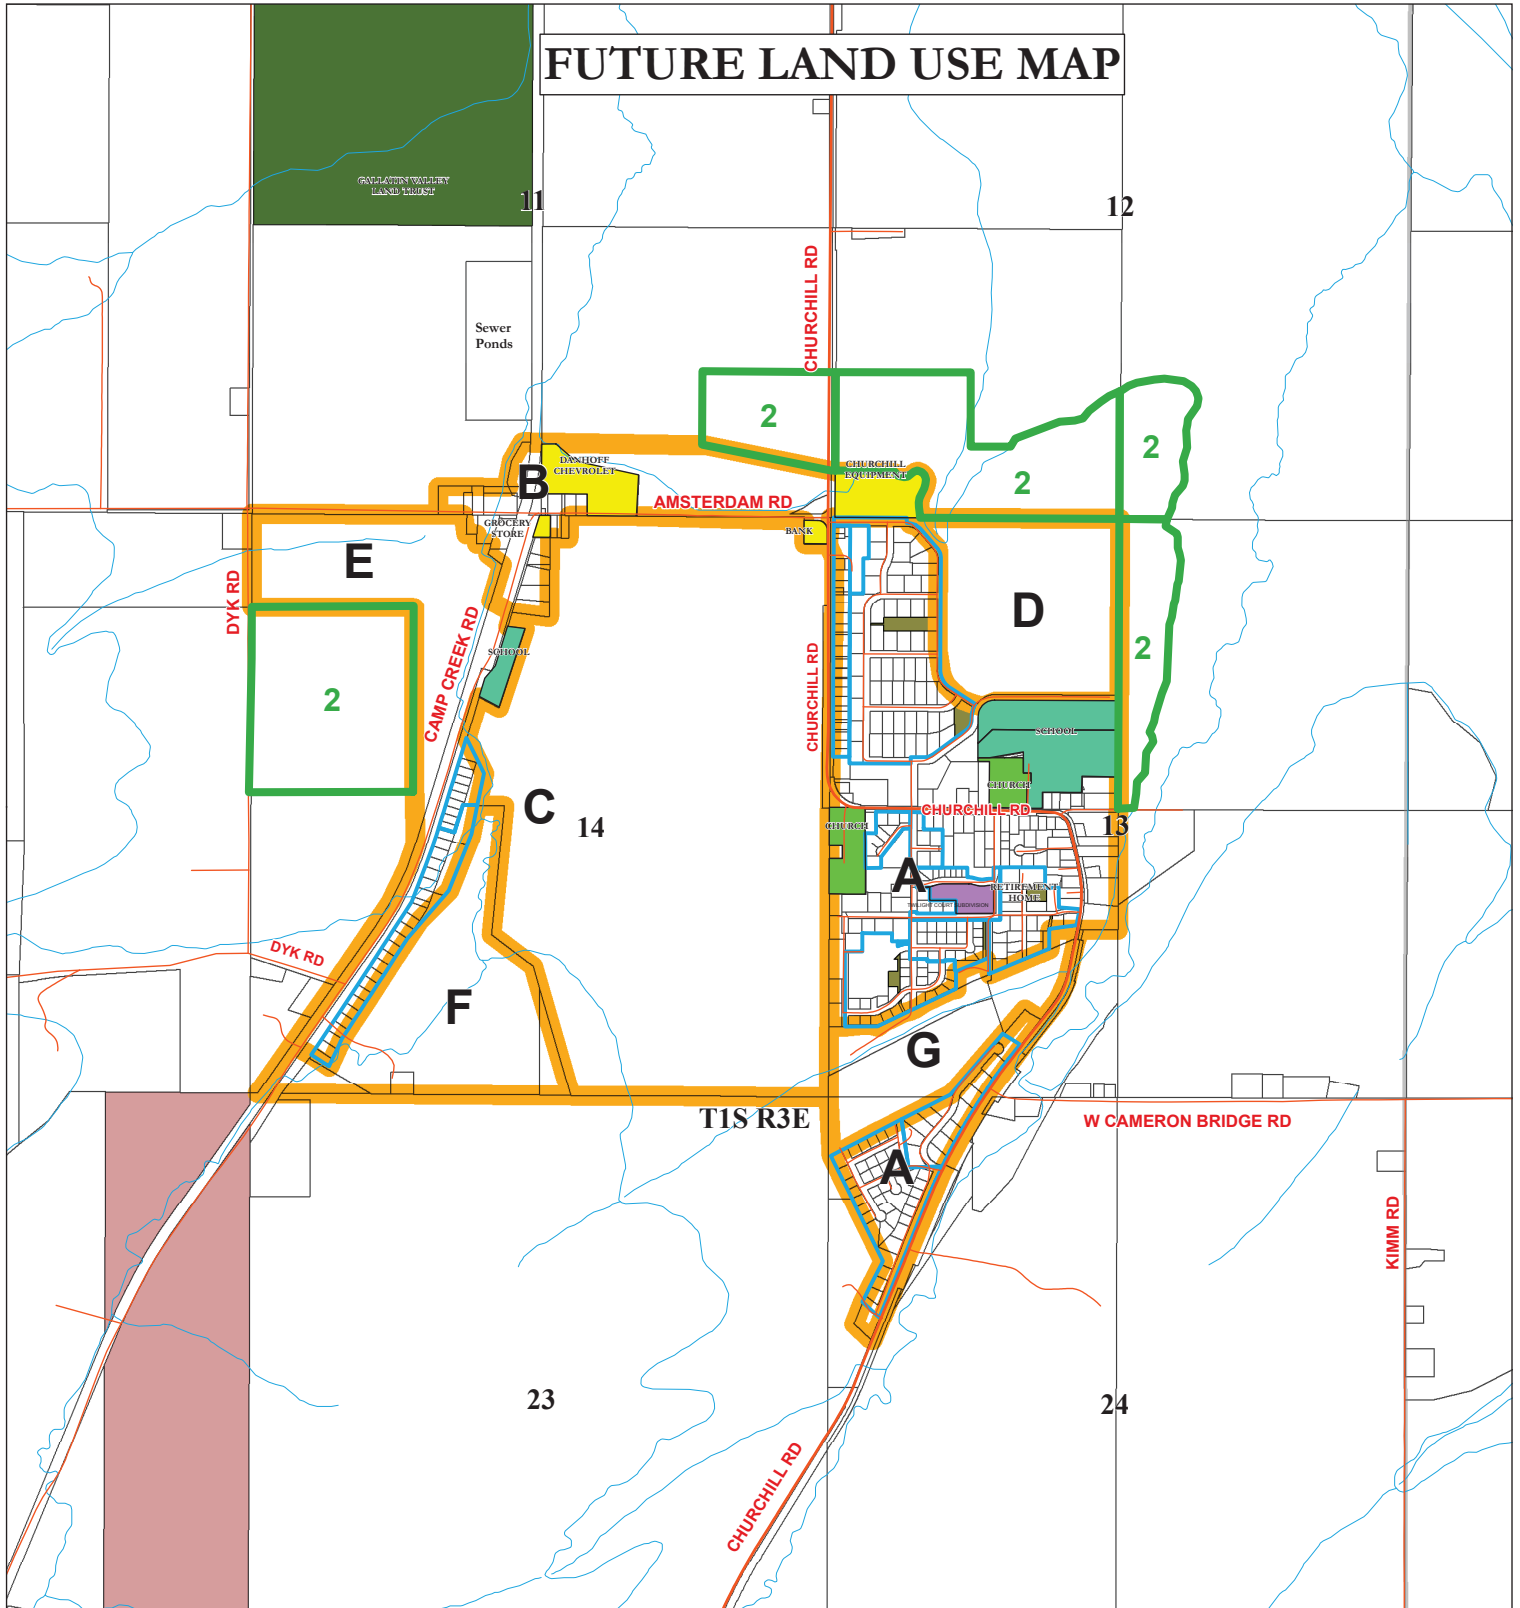 FUTURE LAND USE MAP
GALLATIN VALLEY
LAND TRUST
11
12
CHURCHILL RD
Sewer
Ponds
2
2
2
DANHOFF
CHEVROLET
CHURCHILL
EQUIPMENT
B
AMSTERDAM RD
GROCERY
STORE
BANK
E
DYK RD
D
CAMP CREEK RD
SCHOOL
2
2
CHURCHILL RD
SCHOOL
CHURCH
C
14
CHURCHILL RD
CHURCH
13
A
RETIREMENT
HOME
TWILIGHT COURT SUBDIVISION
DYK RD
F
G
T1S R3E
W CAMERON BRIDGE RD
A
KIMM RD
23
24
CHURCHILL RD